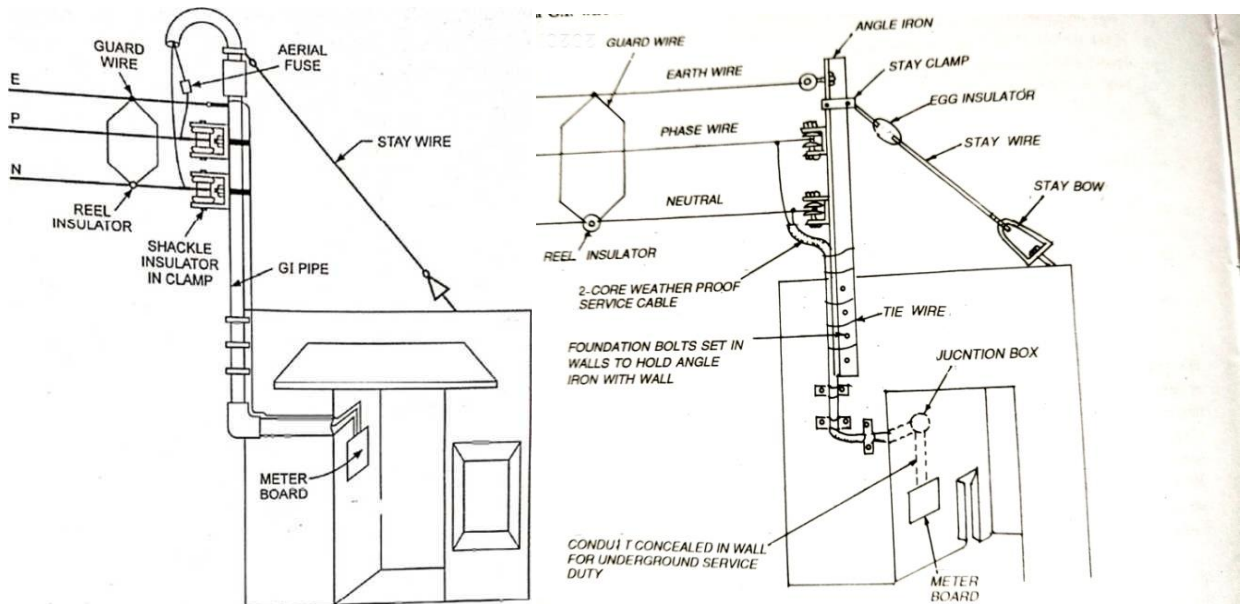 GUARD
WIRE
AERIAL
FUSE
E
P
N
STAY WIRE
REEL
INSULATOR
SHACKLE
INSULATOR
IN CLAMP
GI PIPE
METER
BOARD
ANGLE IRON
GUARD WIRE
EARTH WIRE
STAY CLAMP
EGG INSULATOR
PHASE WIRE
STAY WIRE
STAY BOW
NEUTRAL
REEL INSULATOR
2-CORE WEATHER PROOF
SERVICE CABLE
TIE WIRE
FOUNDATION BOLTS SET IN
WALLS TO HOLD ANGLE
IRON WITH WALL
JUCNTION BOX
CONDUIT CONCEALED IN WALL
FOR UNDERGROUND SERVICE
DUTY
METER
BOARD